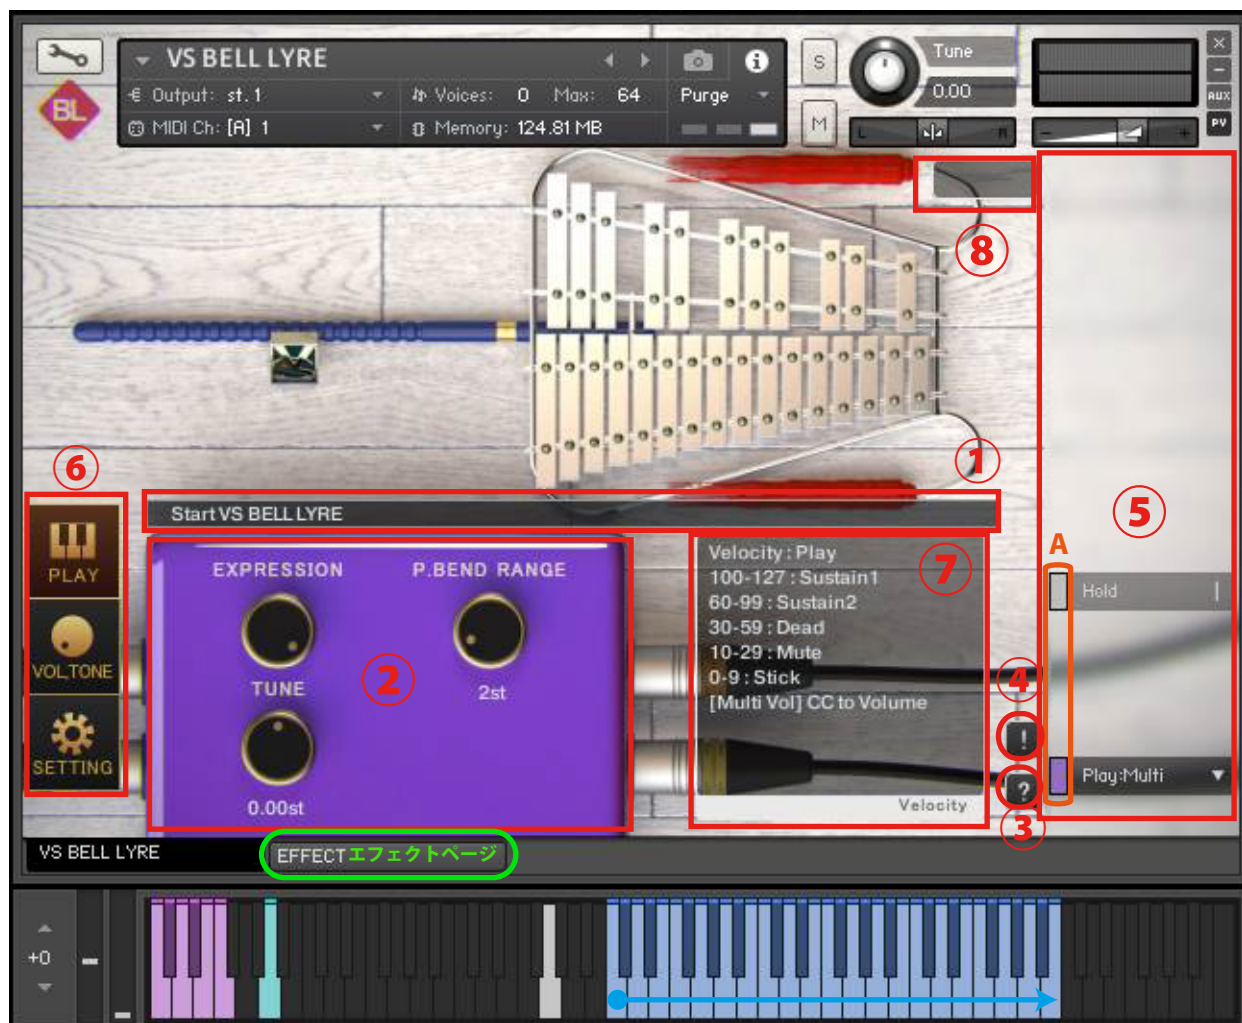 VS BELL LYRE
S
Tune
0.00
×
−
AUX
PV
BL
Output: st.1
Voices: 0 Max: 64
Purge
MIDI Ch: [A] 1
Memory: 124.81 MB
M
L
R
−
+
⑧
①
⑥
⑤
Start VS BELL LYRE
A
PLAY
EXPRESSION
P.BEND RANGE
Velocity : Play
⑦
100-127 : Sustain1
60-99 : Sustain2
30-59 : Dead
10-29 : Mute
0-9 : Stick
[Multi Vol] CC to Volume
Hold
VOL,TONE
②
TUNE
2st
④
!
SETTING
0.00st
Velocity
?
③
Play:Multi
VS BELL LYRE
EFFECT エフェクトページ
+0